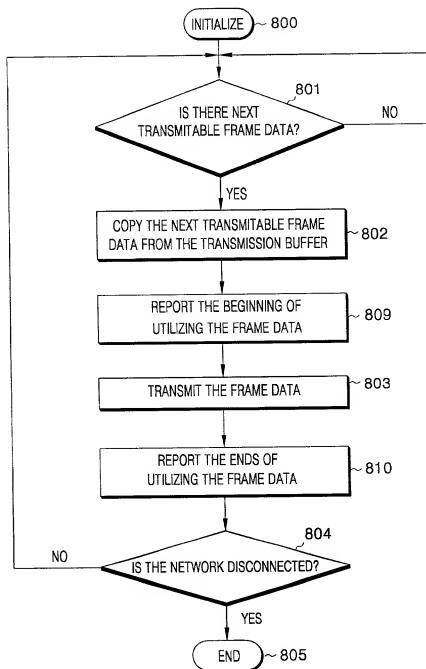 INITIALIZE
800
801
IS THERE NEXT
TRANSMITABLE FRAME DATA?
NO
YES
COPY THE NEXT TRANSMITABLE FRAME
DATA FROM THE TRANSMISSION BUFFER
802
REPORT THE BEGINNING OF
UTILIZING THE FRAME DATA
809
TRANSMIT THE FRAME DATA
803
REPORT THE ENDS OF
UTILIZING THE FRAME DATA
810
804
NO
IS THE NETWORK DISCONNECTED?
YES
END
805